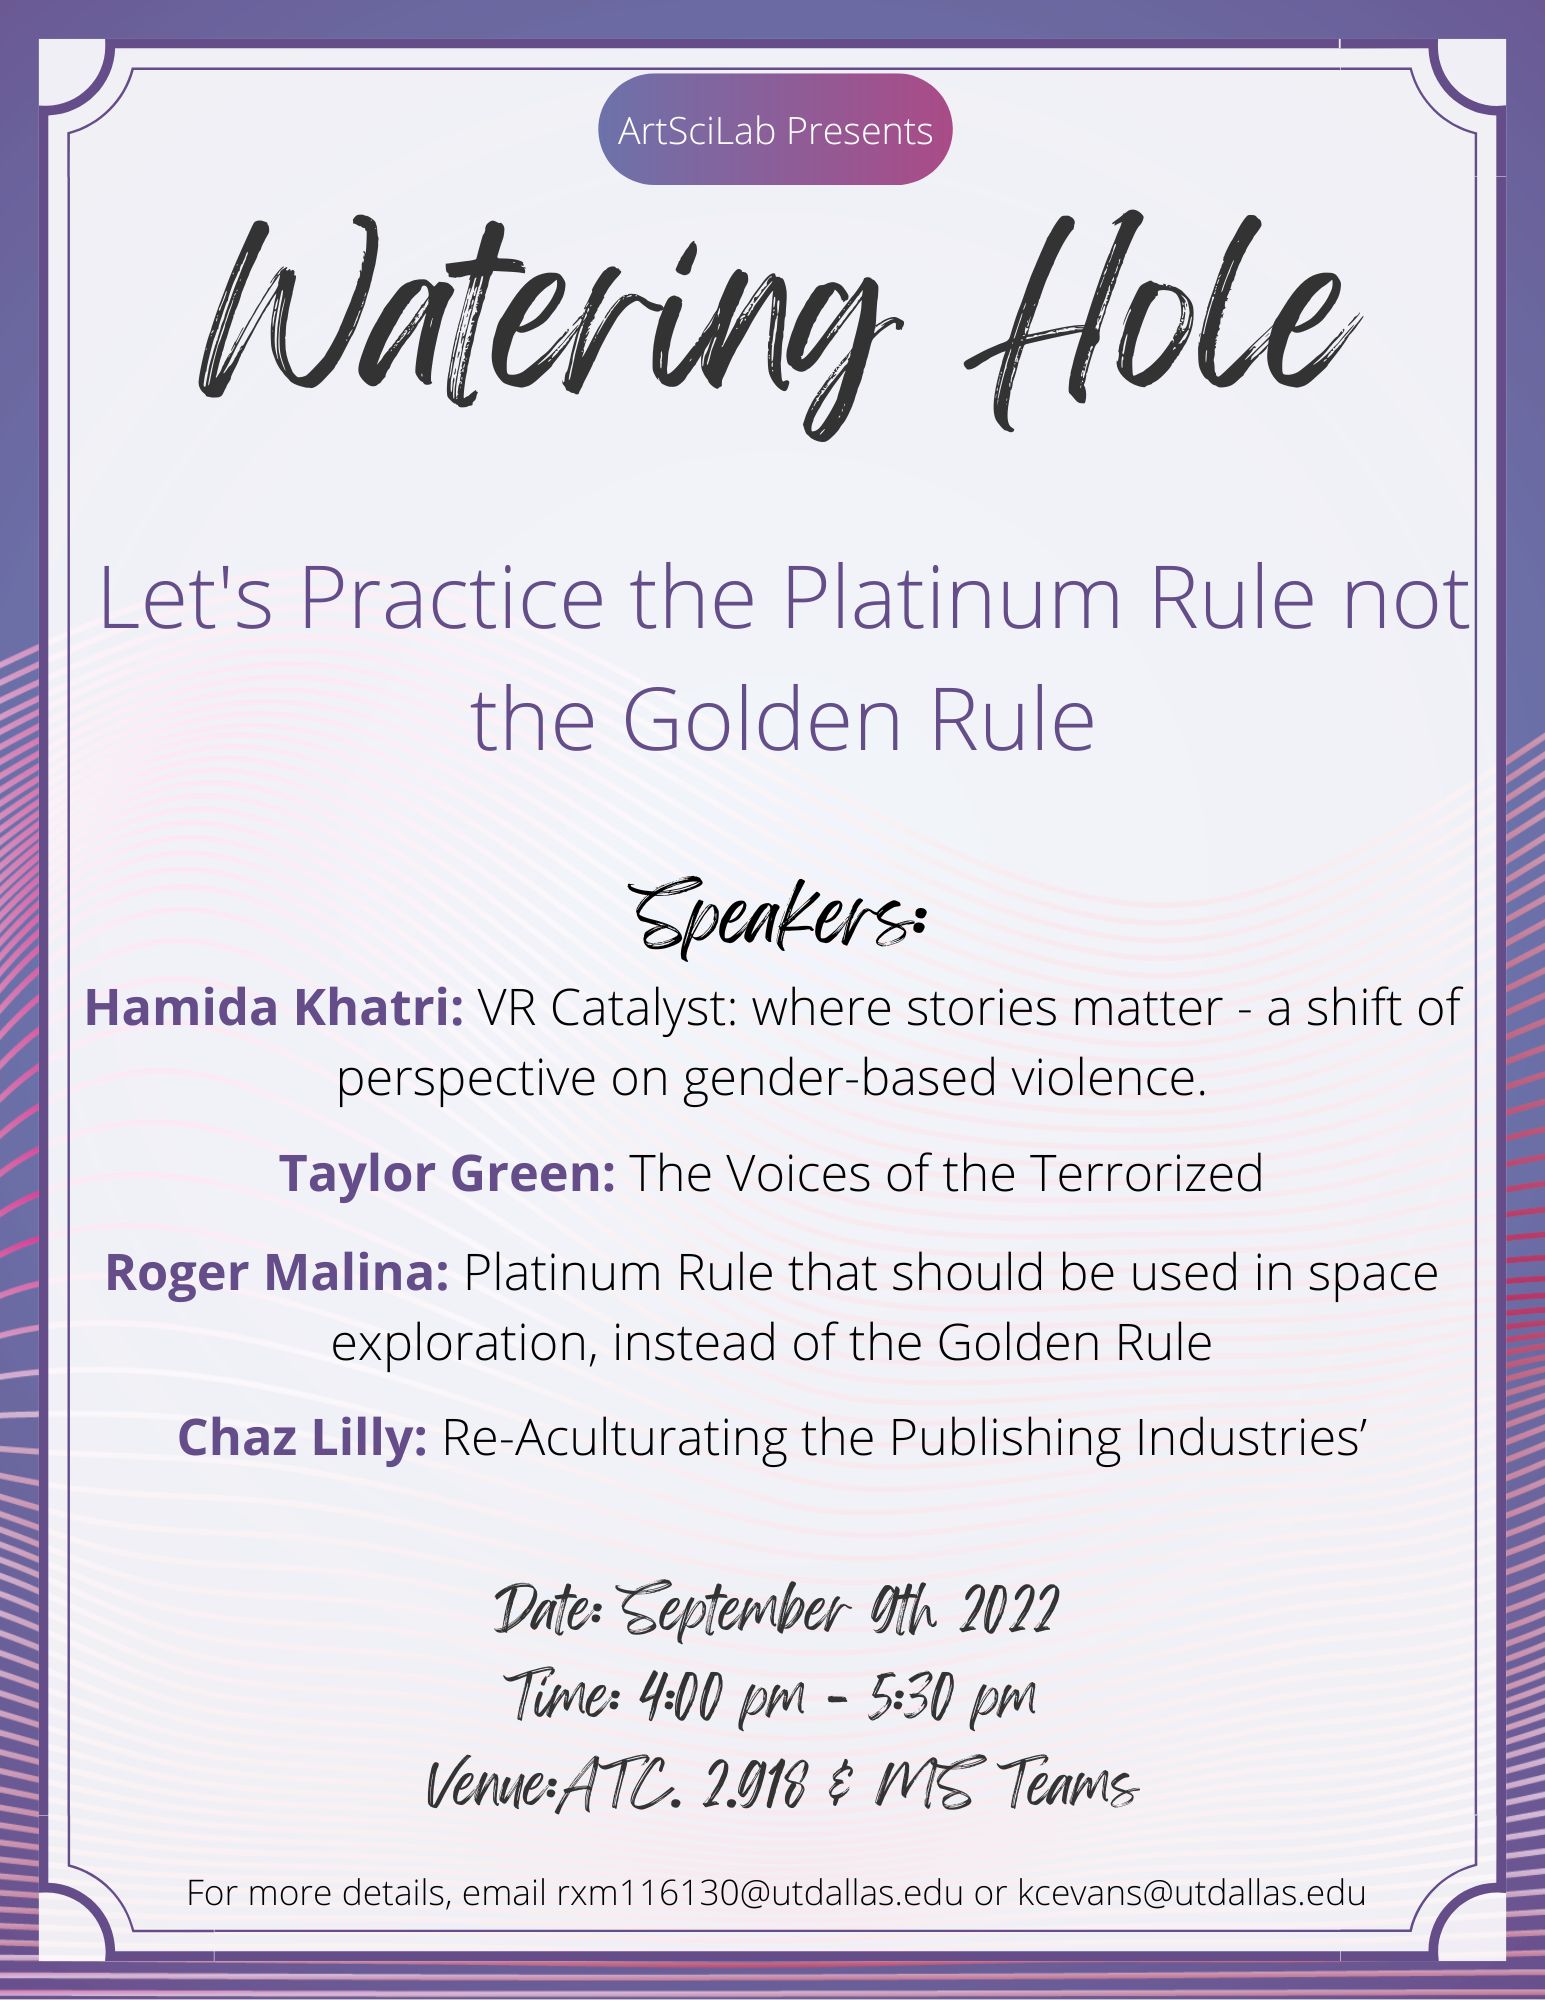 ArtSciLab Presents
Watering Hole
Let's Practice the Platinum Rule not
the Golden Rule
Speakers:
Hamida Khatri: VR Catalyst: where stories matter - a shift of
perspective on gender-based violence.
Taylor Green: The Voices of the Terrorized
Roger Malina: Platinum Rule that should be used in space
exploration, instead of the Golden Rule
Chaz Lilly: Re-Aculturating the Publishing Industries’
Date: September 9th 2022
Time: 4:00 pm - 5:30 pm
Venue:ATC. 2.918 & MS Teams
For more details, email rxm116130@utdallas.edu or kcevans@utdallas.edu